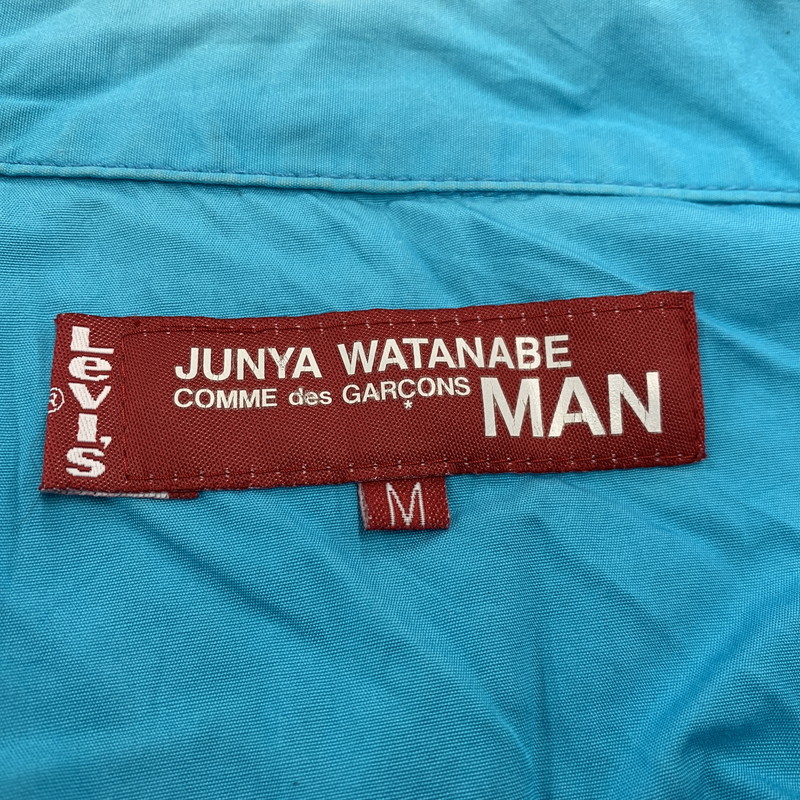 Levi's
®
JUNYA WATANABE
COMME des GARÇONS
*
MAN
M